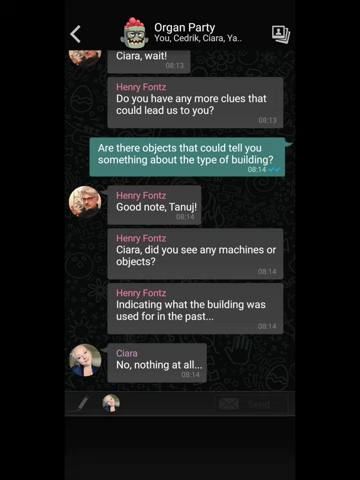 Organ Party
You, Cedrik, Ciara, Ya..
Ciara, wait!
08:13
Henry Fontz
Do you have any more clues that
could lead us to you?
08:13
Are there objects that could tell you
something about the type of building?
08:14
Henry Fontz
Good note, Tanuj!
08:14
Henry Fontz
Ciara, did you see any machines or
objects?
08:14
Henry Fontz
Indicating what the building was
used for in the past...
08:14
Ciara
No, nothing at all...
08:14
Send